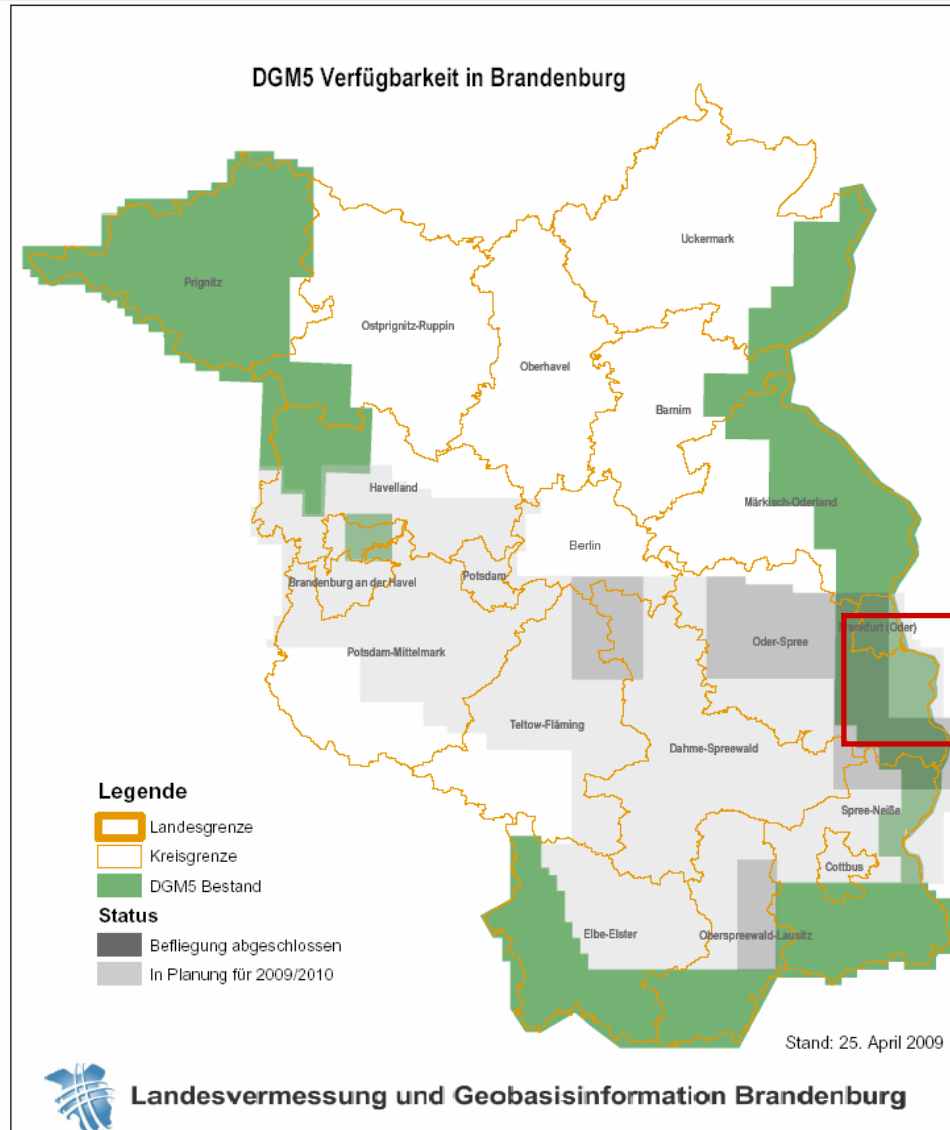 DGM5 Verfügbarkeit in Brandenburg
Uckermark
Prignitz
Ostprignitz-Ruppin
Oberhavel
Barnim
Havelland
Märkisch-Oderland
Berlin
Brandenburg an der Havel
Potsdam
Frankfurt (Oder)
Oder-Spree
Potsdam-Mittelmark
Teltow-Fläming
Dahme-Spreewald
Legende
Landesgrenze
Kreisgrenze
DGM5 Bestand
Status
Befliegung abgeschlossen
In Planung für 2009/2010
Spree-Neiße
Cottbus
Elbe-Elster
Oberspreewald-Lausitz
Stand: 25. April 2009
Landesvermessung und Geobasisinformation Brandenburg